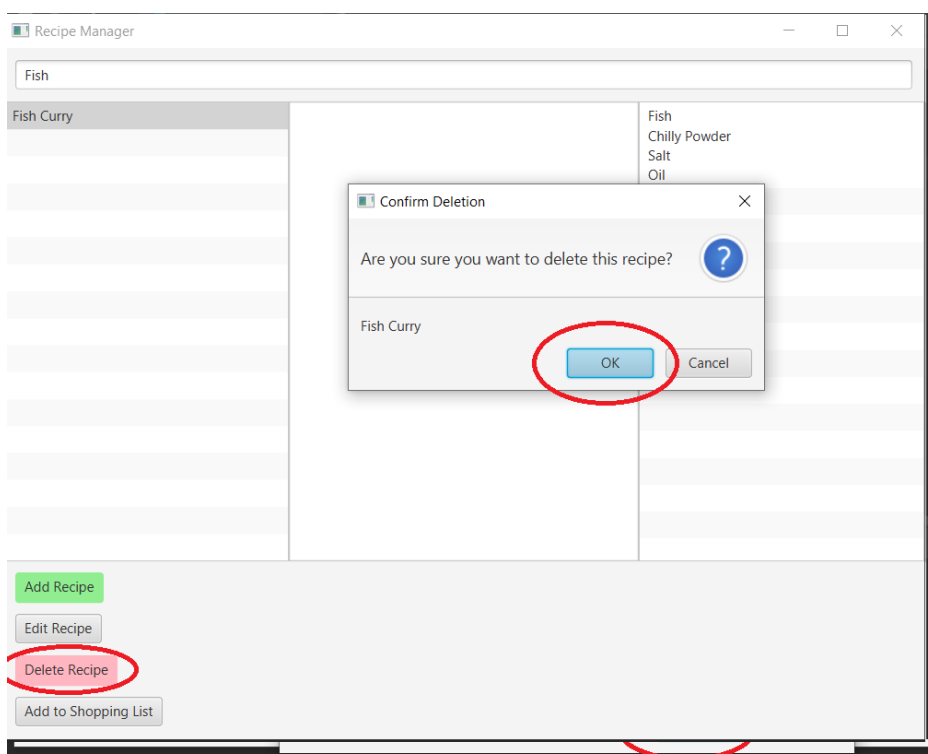 Recipe Manager
Fish
Fish Curry
Fish
Chilly Powder
Salt
Oil
Confirm Deletion
Are you sure you want to delete this recipe?
?
Fish Curry
OK
Cancel
Add Recipe
Edit Recipe
Delete Recipe
Add to Shopping List